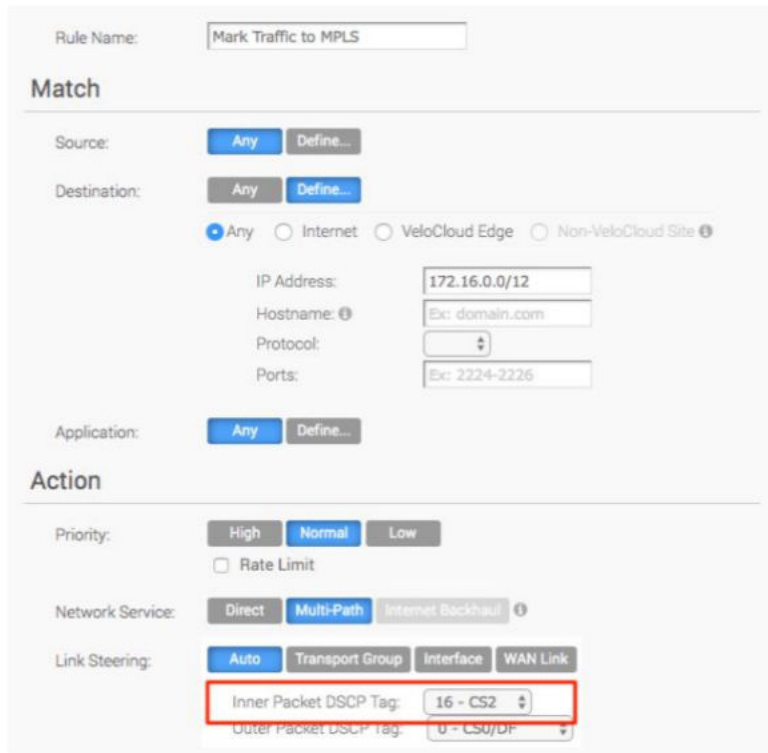 Rule Name: Mark Traffic to MPLS
Match
Source: Any Define...
Destination: Any Define...
Any Internet VeloCloud Edge Non-VeloCloud Site
IP Address: 172.16.0.0/12
Hostname: Ex: domain.com
Protocol:
Ports: Ex: 2224-2226
Application: Any Define...
Action
Priority: High Normal Low
Rate Limit
Network Service: Direct Multi-Path Internet Backhaul
Link Steering: Auto Transport Group Interface WAN Link
Inner Packet DSCP Tag: 16 - CS2
Outer Packet DSCP Tag: 0 - CS0/DF